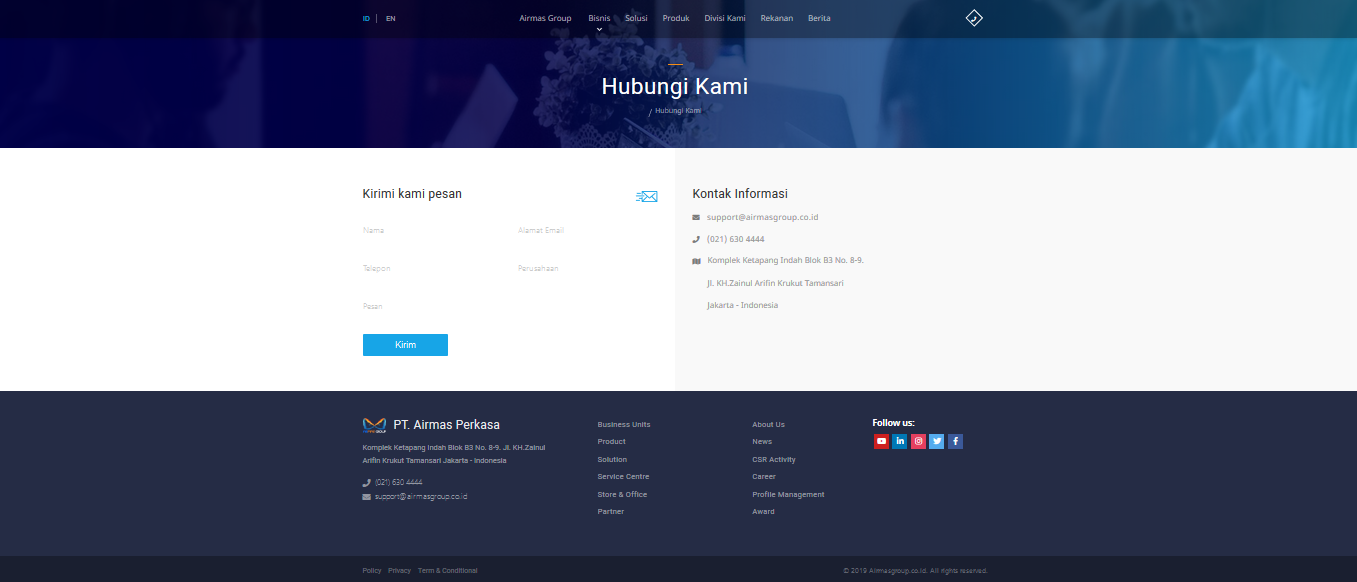 ID | EN
Airmas Group Bisnis Solusi Produk Divisi Kami Rekanan Berita
Hubungi Kami
/ Hubungi Kami
Kirimi kami pesan
Nama
Alamat Email
Telepon
Perusahaan
Pesan
Kirim
Kontak Informasi
support@airmasgroup.co.id
(021) 630 4444
Komplek Ketapang Indah Blok B3 No. 8-9.
Jl. KH.Zainul Arifin Krukut Tamansari
Jakarta - Indonesia
PT. Airmas Perkasa
Komplek Ketapang Indah Blok B3 No. 8-9. Jl. KH.Zainul
Arifin Krukut Tamansari Jakarta - Indonesia
(021) 630 4444
support@airmasgroup.co.id
Business Units
Product
Solution
Service Centre
Store & Office
Partner
About Us
News
CSR Activity
Career
Profile Management
Award
Follow us:
Policy Privacy Term & Conditional
© 2019 Airmasgroup.co.id. All rights reserved.